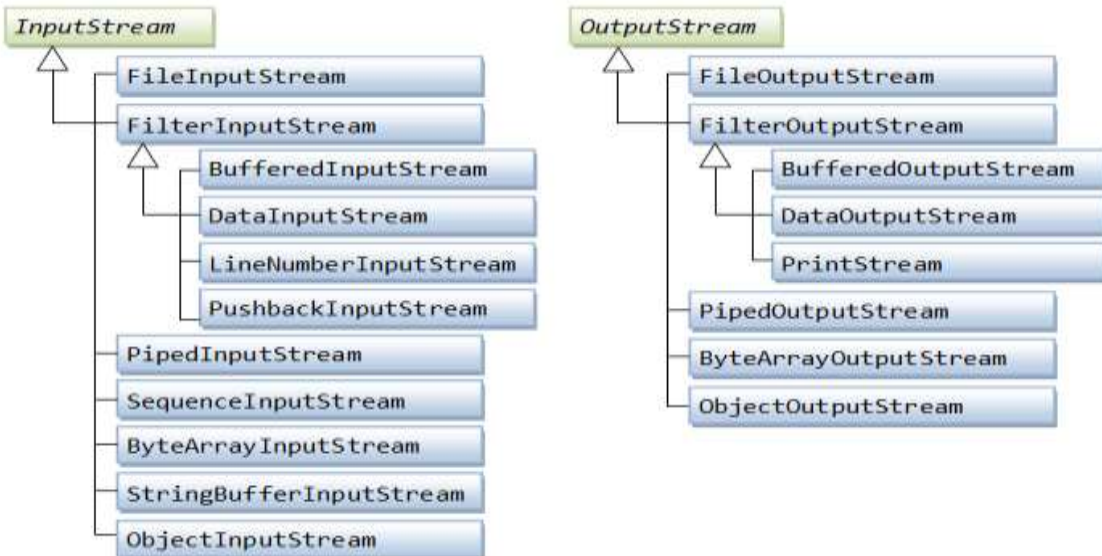 InputStream
FileInputStream
FilterInputStream
BufferedInputStream
DataInputStream
LineNumberInputStream
PushbackInputStream
PipedInputStream
SequenceInputStream
ByteArrayInputStream
StringBufferInputStream
ObjectInputStream
OutputStream
FileOutputStream
FilterOutputStream
BufferedOutputStream
DataOutputStream
PrintStream
PipedOutputStream
ByteArrayOutputStream
ObjectOutputStream